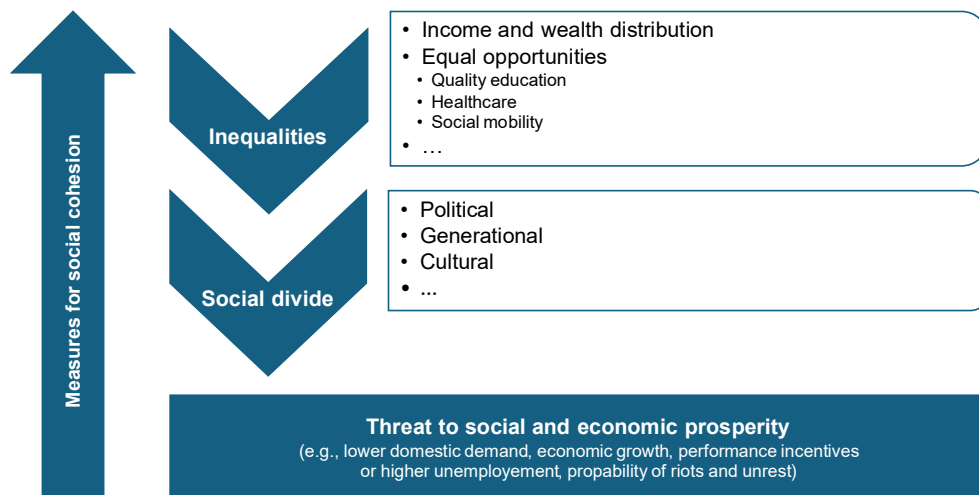 Measures for social cohesion
Inequalities
• Income and wealth distribution
• Equal opportunities
• Quality education
• Healthcare
• Social mobility
• …
Social divide
• Political
• Generational
• Cultural
• ...
Threat to social and economic prosperity
(e.g., lower domestic demand, economic growth, performance incentives
or higher unemployement, propability of riots and unrest)